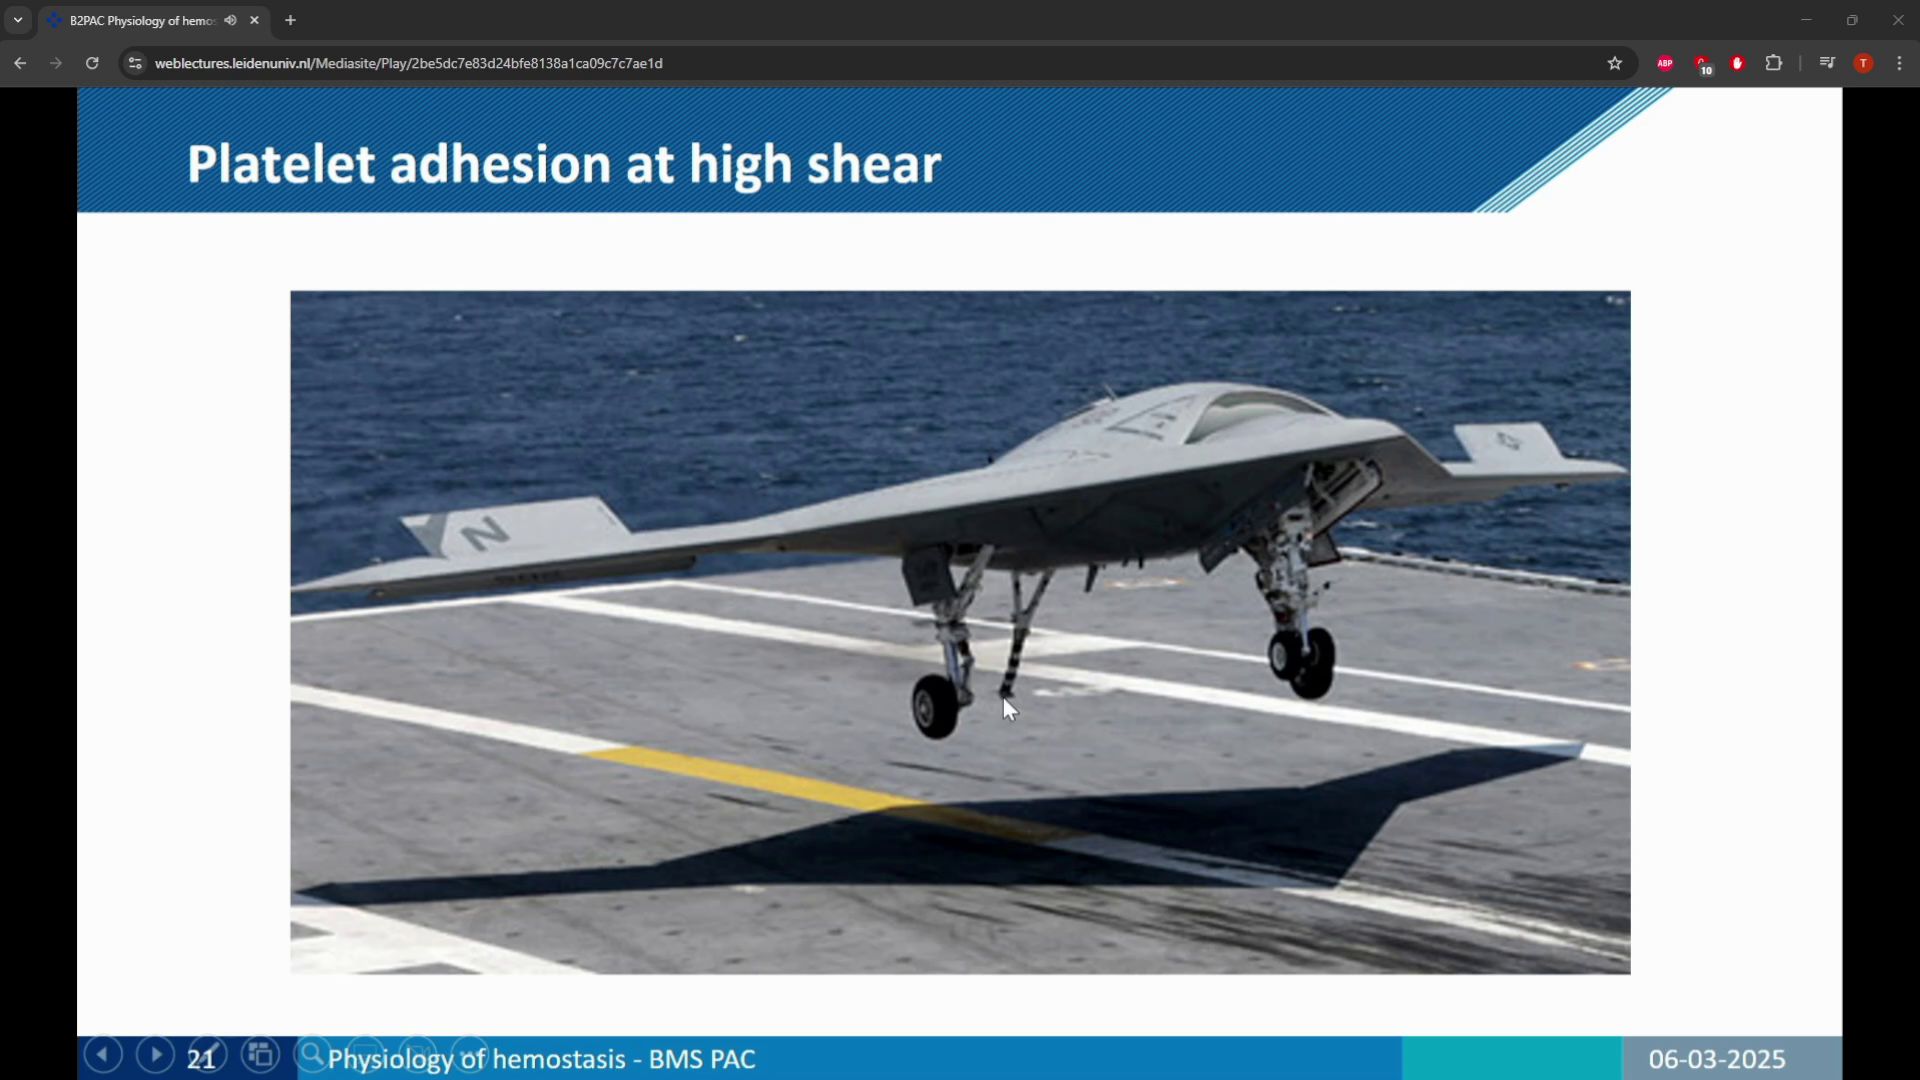 B2PAC Physiology of hemos
weblectures.leidenuniv.nl/Mediasite/Play/2be5dc7e83d24bfe8138a1ca09c7c7ae1d
ABP
10
T
Platelet adhesion at high shear
N
21
Physiology of hemostasis - BMS PAC
06-03-2025